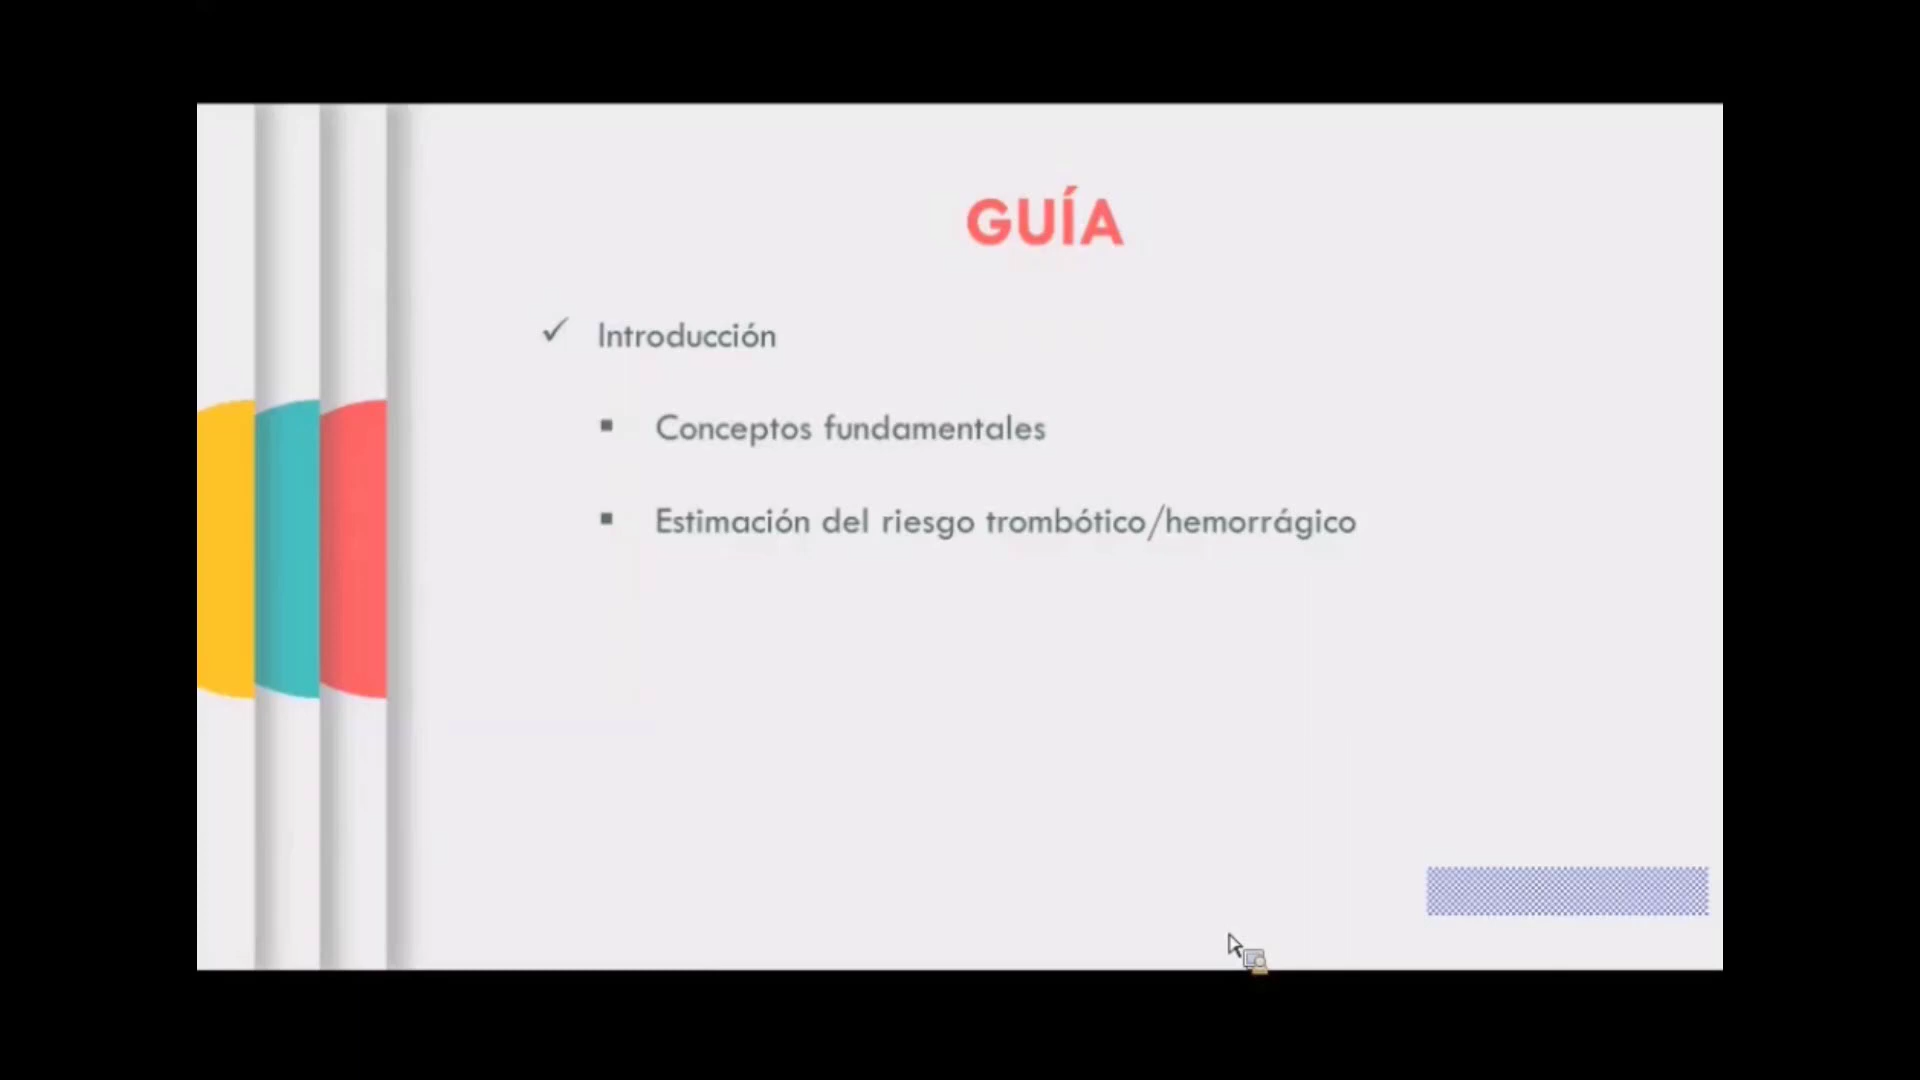 GUÍA
✓ Introducción
▪ Conceptos fundamentales
▪ Estimación del riesgo trombótico/hemorrágico